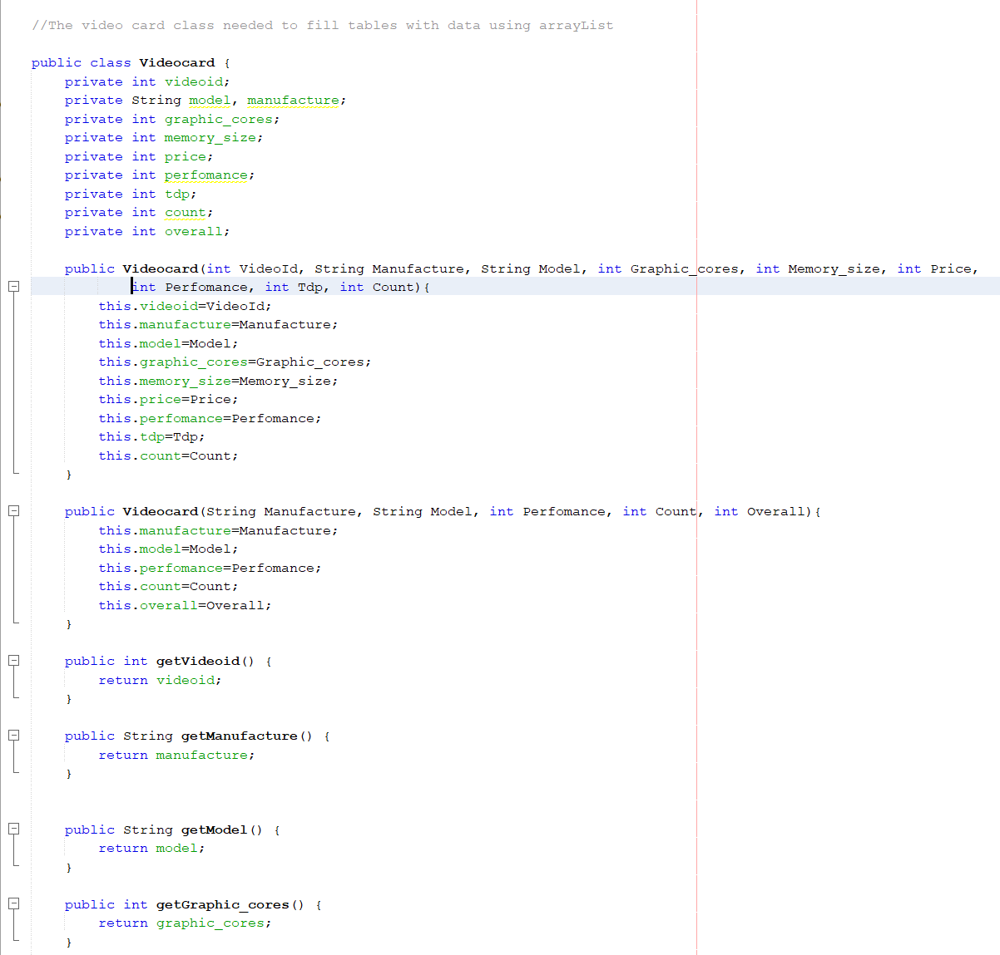 //The video card class needed to fill tables with data using arrayList
public class Videocard {
private int videoid;
private String model, manufacture;
private int graphic_cores;
private int memory_size;
private int price;
private int perfomance;
private int tdp;
private int count;
private int overall;
public Videocard(int VideoId, String Manufacture, String Model, int Graphic_cores, int Memory_size, int Price,
int Perfomance, int Tdp, int Count){
this.videoid=VideoId;
this.manufacture=Manufacture;
this.model=Model;
this.graphic_cores=Graphic_cores;
this.memory_size=Memory_size;
this.price=Price;
this.perfomance=Perfomance;
this.tdp=Tdp;
this.count=Count;
}
public Videocard(String Manufacture, String Model, int Perfomance, int Count, int Overall){
this.manufacture=Manufacture;
this.model=Model;
this.perfomance=Perfomance;
this.count=Count;
this.overall=Overall;
}
public int getVideoid() {
return videoid;
}
public String getManufacture() {
return manufacture;
}
public String getModel() {
return model;
}
public int getGraphic_cores() {
return graphic_cores;
}